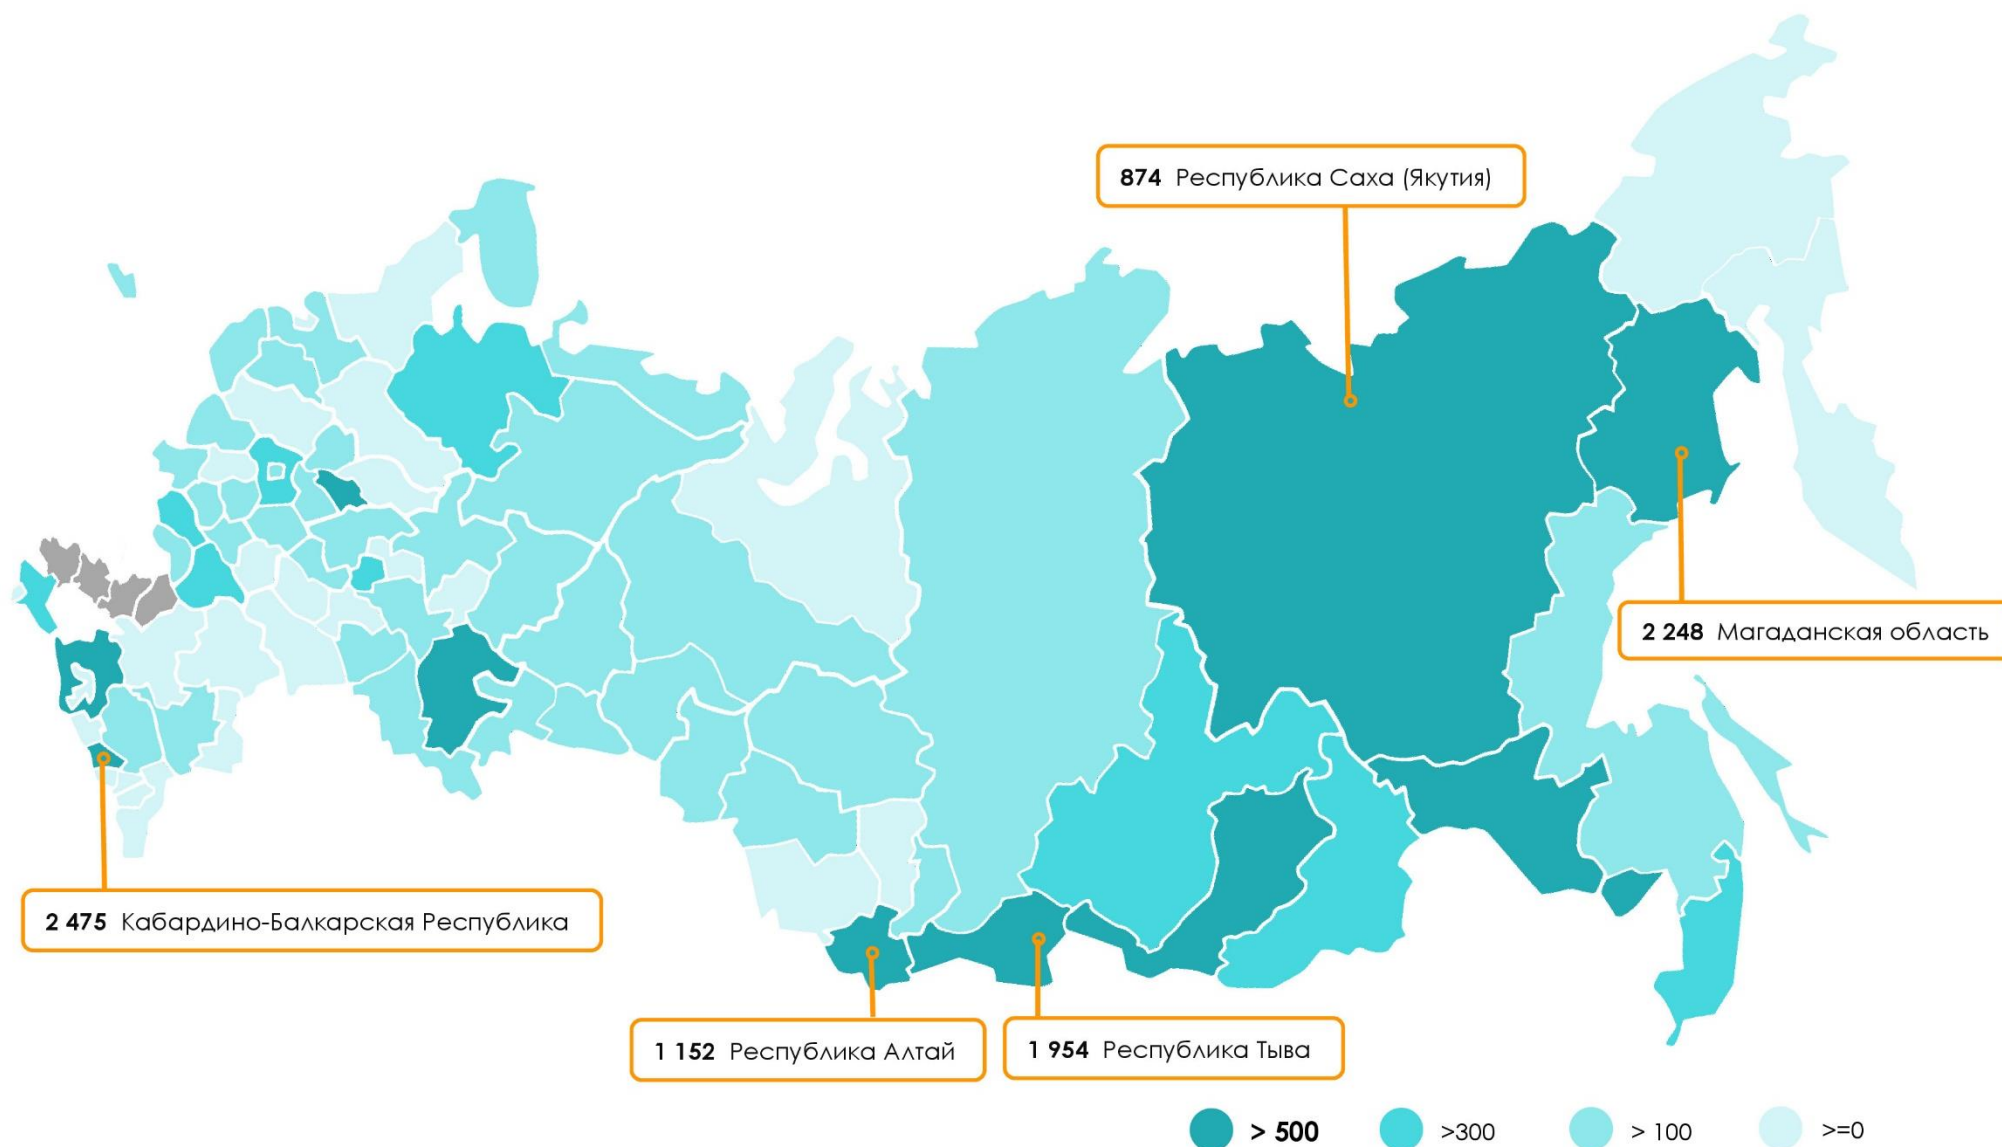 874 Республика Саха (Якутия)
2 248 Магаданская область
2 475 Кабардино-Балкарская Республика
1 152 Республика Алтай
1 954 Республика Тыва
> 500
>300
> 100
>=0